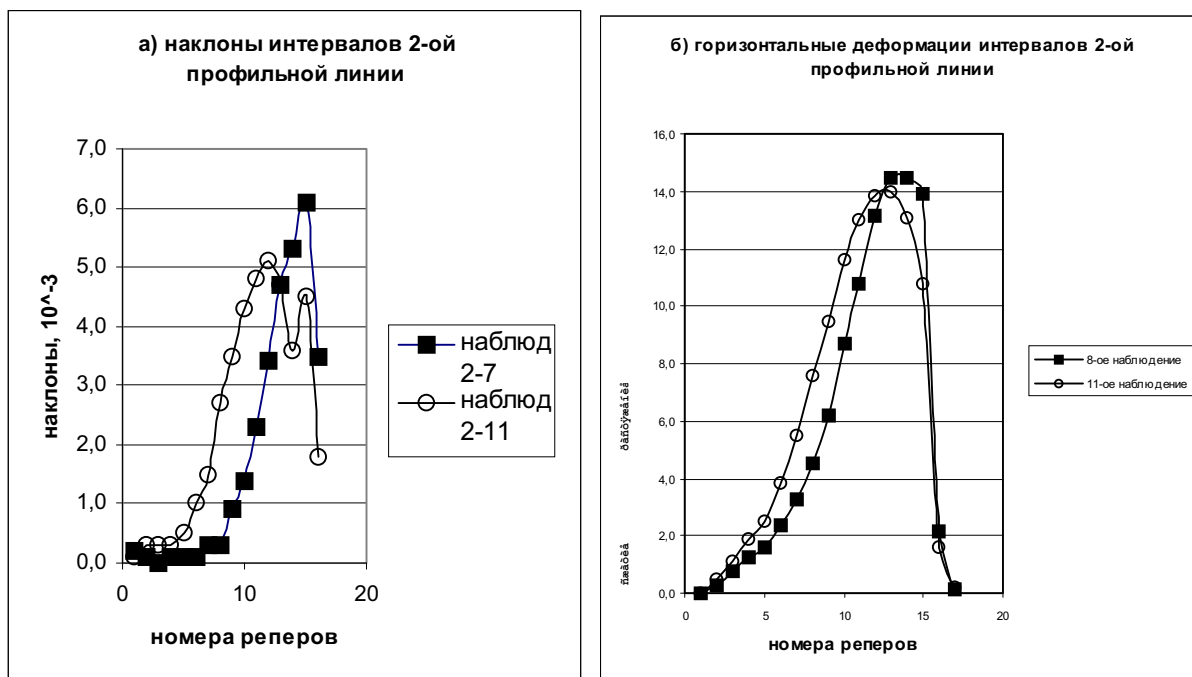 а) наклоны интервалов 2-ой
профильной линии
7,0
6,0
5,0
4,0
3,0
2,0
1,0
0,0
0
10
20
наклоны, 10^-3
номера реперов
наблюд
2-7
наблюд
2-11
б) горизонтальные деформации интервалов 2-ой
профильной линии
16,0
14,0
12,0
10,0
8,0
6,0
4,0
2,0
0,0
0
5
10
15
20
номера реперов
8-ое наблюдение
11-ое наблюдение